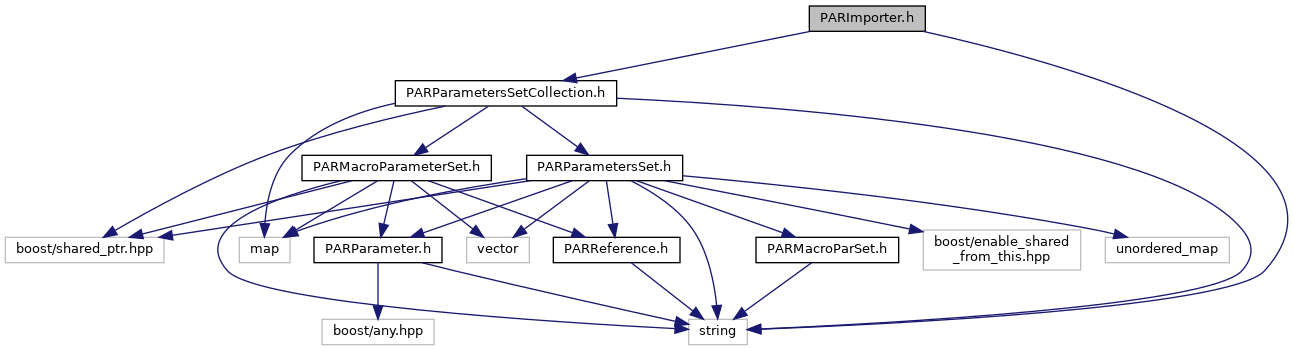 PARImporter.h
PARParametersSetCollection.h
PARMacroParameterSet.h
PARParametersSet.h
boost/shared_ptr.hpp
map
PARParameter.h
vector
PARReference.h
PARMacroParSet.h
boost/enable_shared
_from_this.hpp
unordered_map
boost/any.hpp
string